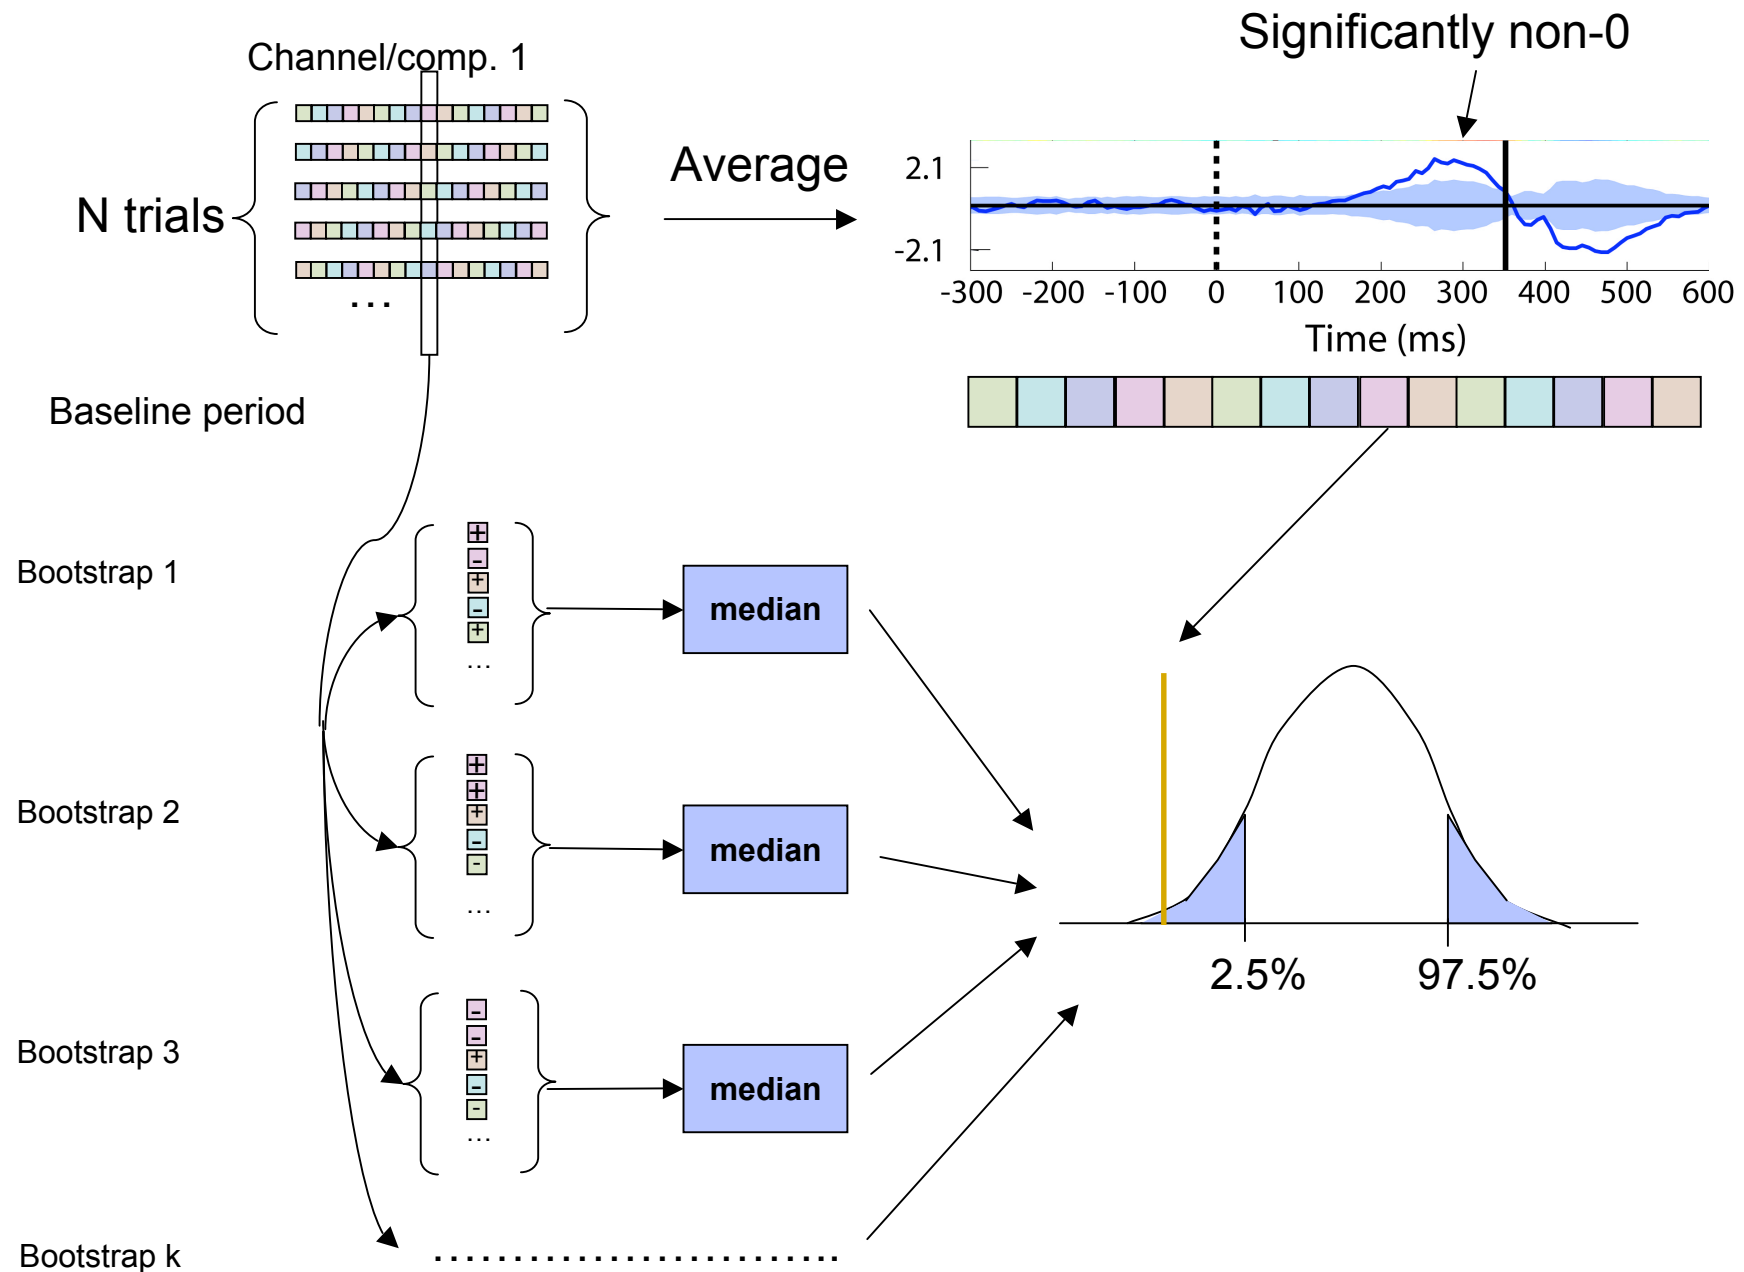 Significantly non-0
Channel/comp. 1
N trials
...
Average
2.1
-2.1
-300 -200 -100 0 100 200 300 400 500 600
Time (ms)
Baseline period
Bootstrap 1
+
-
+
-
+
...
median
Bootstrap 2
+
+
+
-
-
...
median
2.5% 97.5%
Bootstrap 3
-
-
+
-
-
...
median
Bootstrap k
..........................